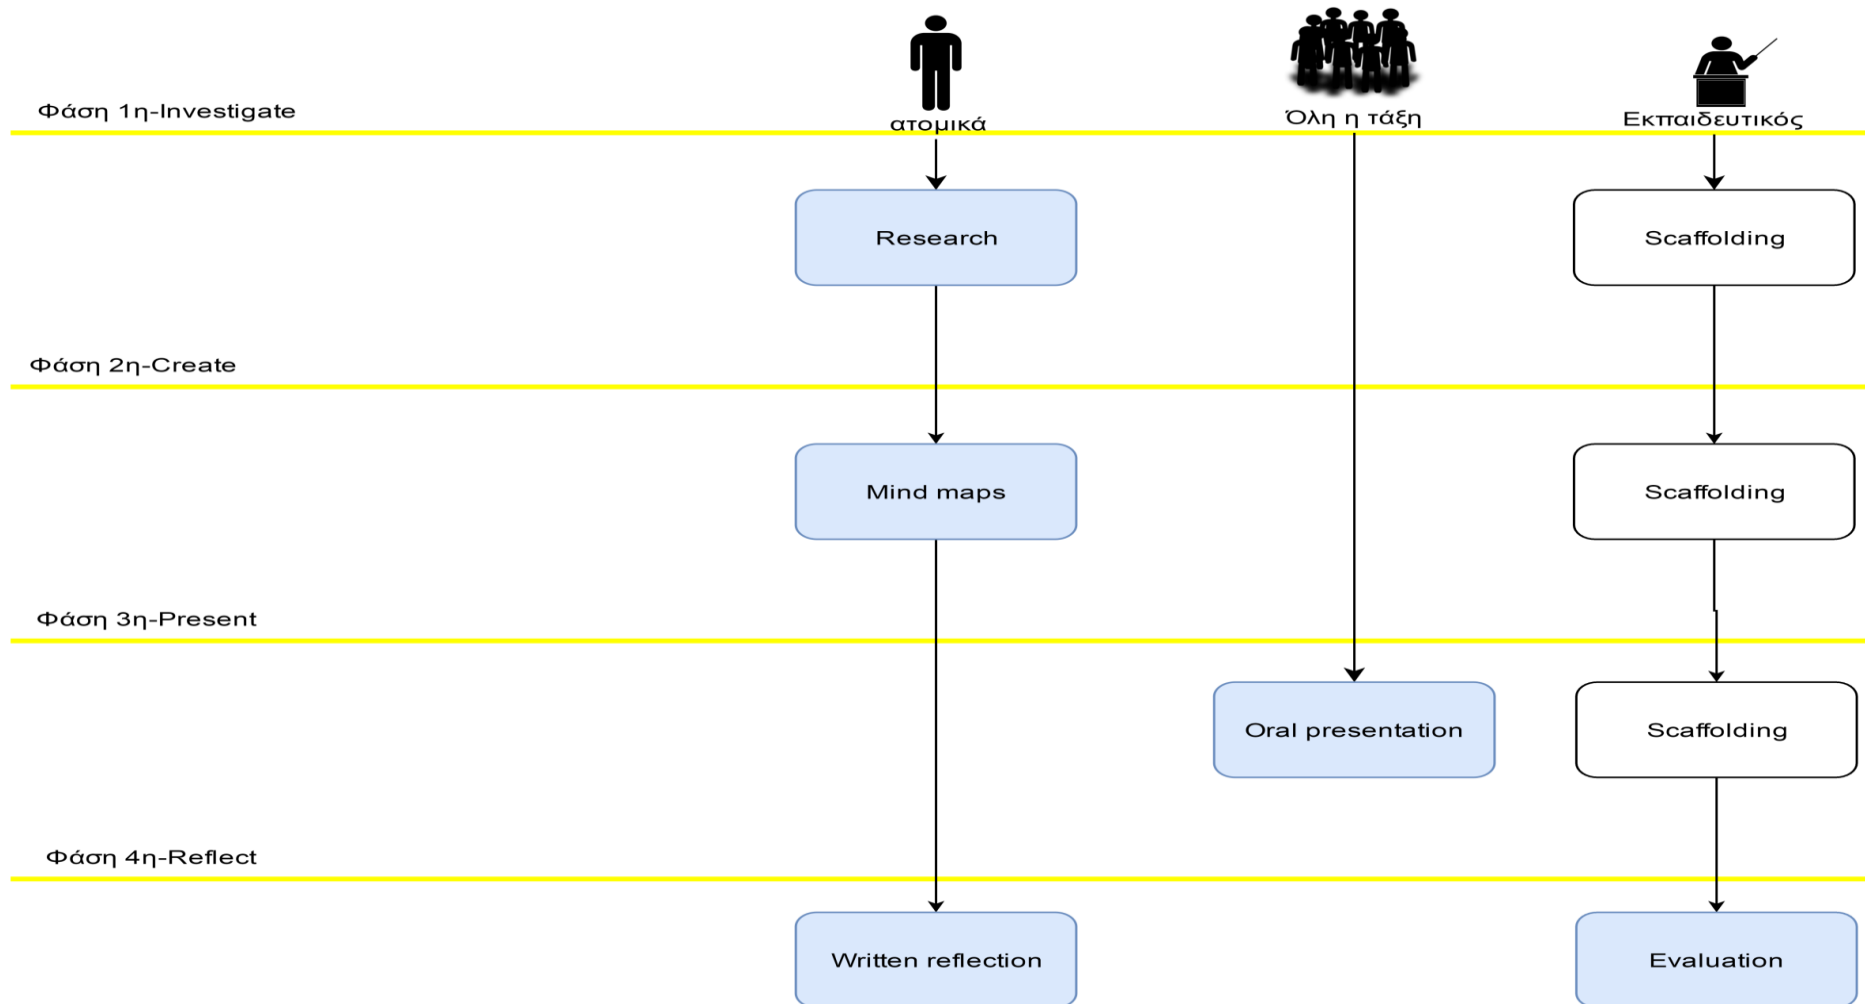 Φάση 1η-Investigate
ατομικά
Όλη η τάξη
Εκπαιδευτικός
Research
Scaffolding
Φάση 2η-Create
Mind maps
Scaffolding
Φάση 3η-Present
Oral presentation
Scaffolding
Φάση 4η-Reflect
Written reflection
Evaluation